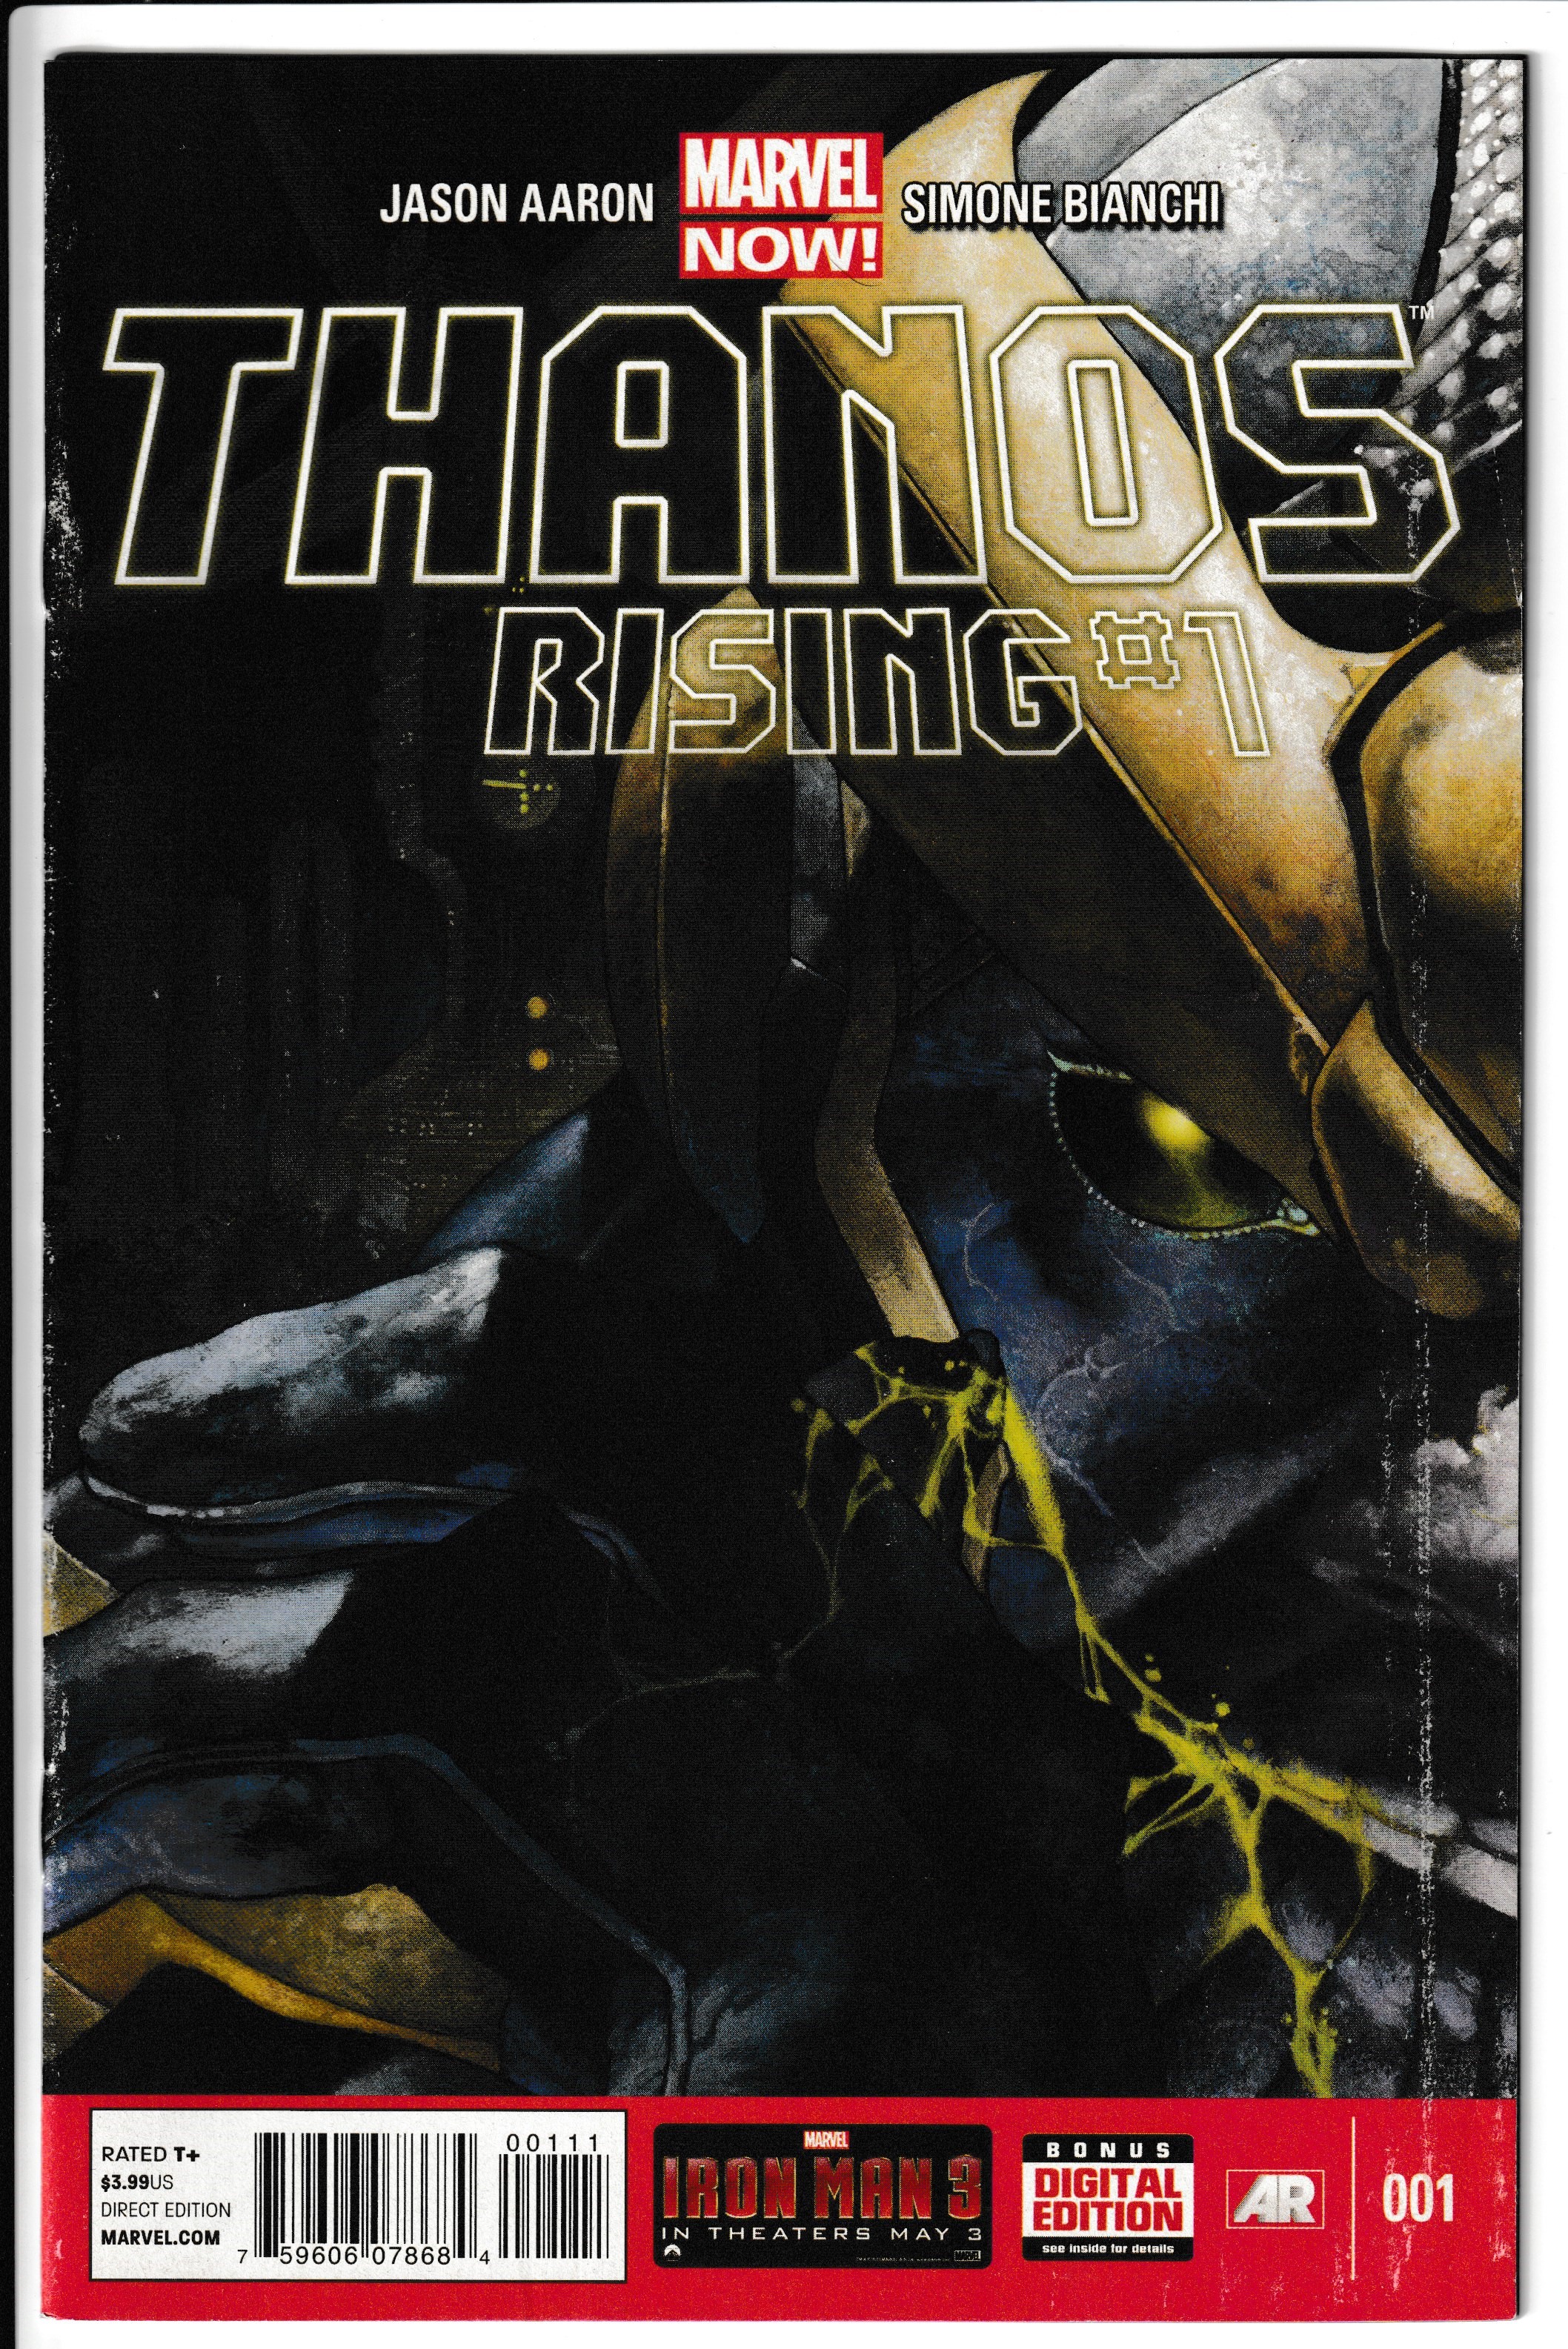 JASON AARON
MARVEL
NOW!
SIMONE BIANCHI
THANOS™
RISING #1
RATED T+
$3.99US
DIRECT EDITION
MARVEL.COM
00111
7 59606 07868 4
MARVEL
IRON MAN 3
IN THEATERS MAY 3
MARVEL
BONUS
DIGITAL
EDITION
see inside for details
AR
001